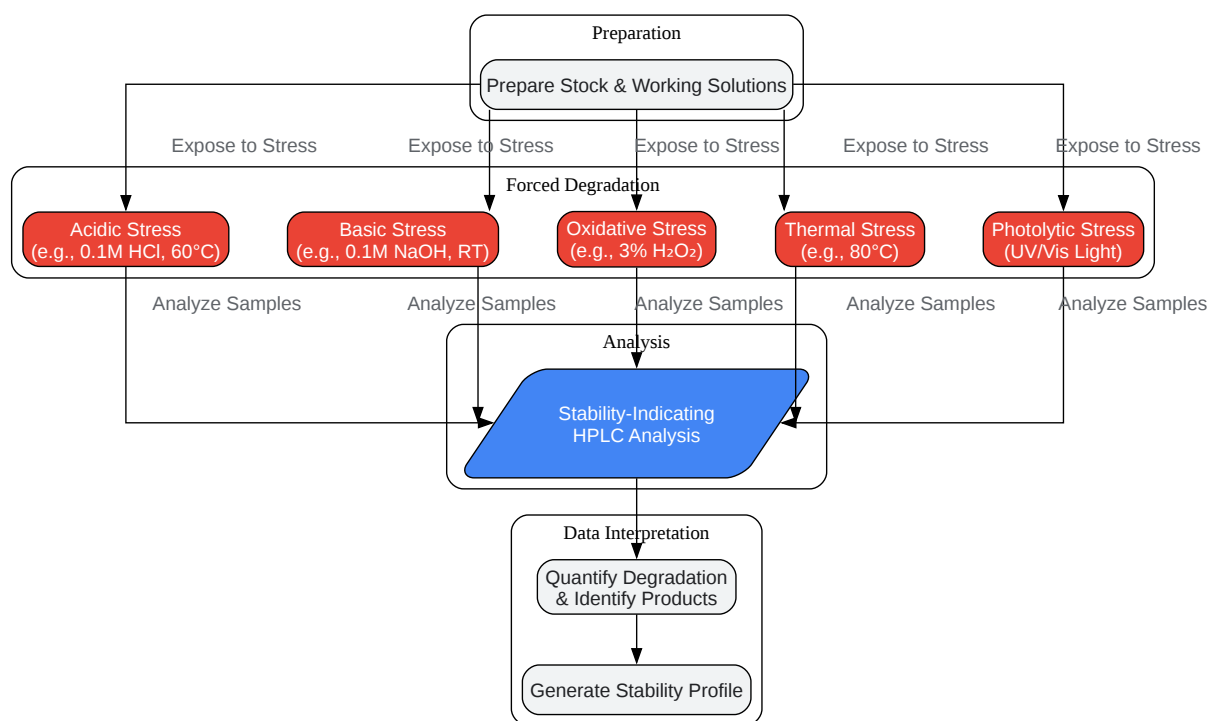 Preparation
Prepare Stock & Working Solutions
Expose to Stress
Expose to Stress
Expose to Stress
Expose to Stress
Expose to Stress
Forced Degradation
Acidic Stress
(e.g., 0.1M HCl, 60°C)
Basic Stress
(e.g., 0.1M NaOH, RT)
Oxidative Stress
(e.g., 3% H₂O₂)
Thermal Stress
(e.g., 80°C)
Photolytic Stress
(UV/Vis Light)
Analyze Samples
Analyze Samples
Analyze Samples
Analyze Samples
Analyze Samples
Analysis
Stability-Indicating
HPLC Analysis
Data Interpretation
Quantify Degradation
& Identify Products
Generate Stability Profile